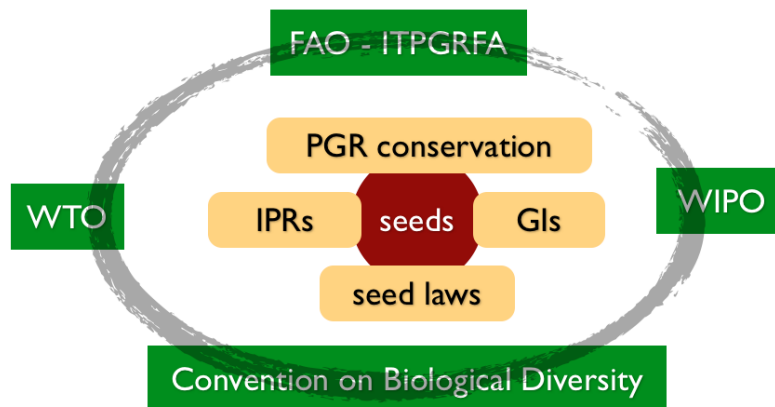 FAO - ITPGRFA
PGR conservation
WTO
IPRs
seeds
GIs
WIPO
seed laws
Convention on Biological Diversity